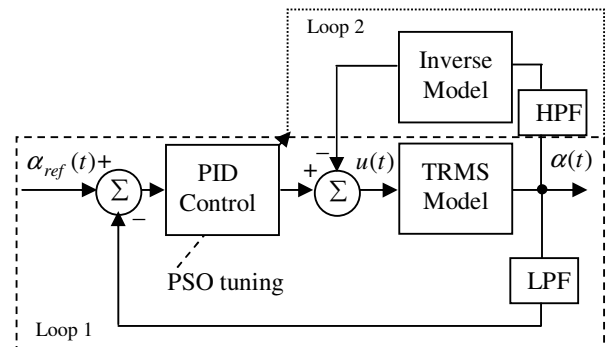 Loop 2
Inverse
Model
HPF
α_ref (t)+
Σ
−
PID
Control
+
−
Σ
u(t)
TRMS
Model
α(t)
LPF
PSO tuning
Loop 1